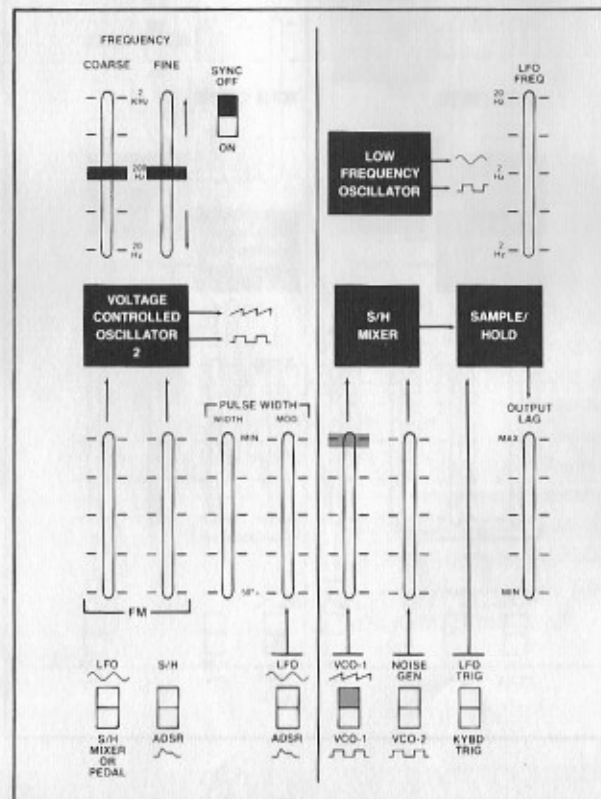 FREQUENCY
COARSE FINE
SYNC
OFF
ON
2
KHz
200
Hz
20
Hz
VOLTAGE
CONTROLLED
OSCILLATOR
2
PULSE WIDTH
WIDTH MOD
MIN
50%
FM
LFO
S/H
MIXER
OR
PEDAL
S/H
ADSR
LFO
ADSR
LFO
FREQ
20
Hz
2
Hz
2
Hz
LOW
FREQUENCY
OSCILLATOR
S/H
MIXER
SAMPLE/
HOLD
OUTPUT
LAG
MAX
MIN
VCO-1
VCO-1
NOISE
GEN
VCO-2
LFO
TRIG
KYBD
TRIG